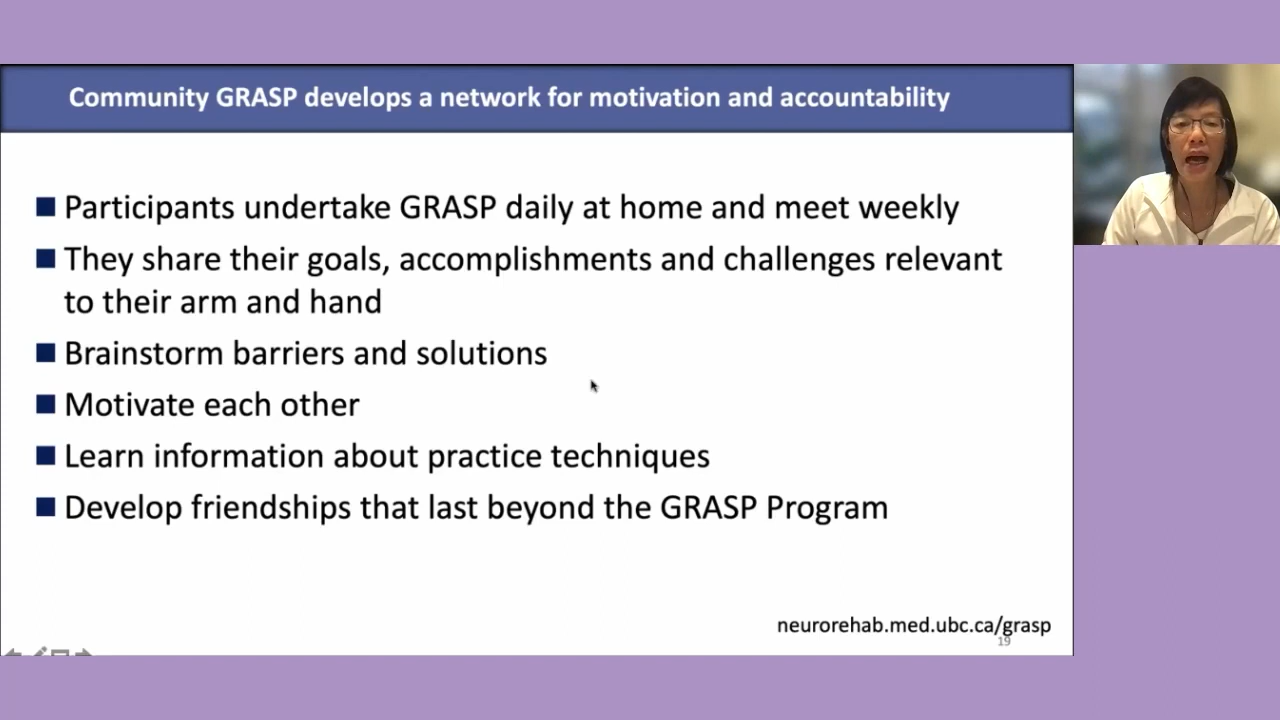 Community GRASP develops a network for motivation and accountability
Participants undertake GRASP daily at home and meet weekly
They share their goals, accomplishments and challenges relevant
to their arm and hand
Brainstorm barriers and solutions
Motivate each other
Learn information about practice techniques
Develop friendships that last beyond the GRASP Program
neurorehab.med.ubc.ca/grasp
19